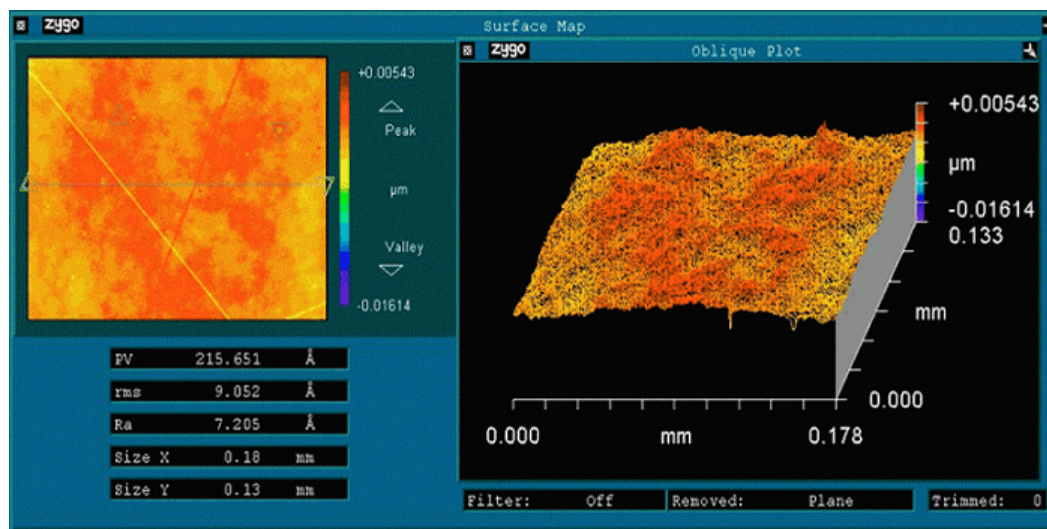 zygo Surface Map
+0.00543
Peak
µm
Valley
-0.01614
PV 215.651 Å
rms 9.052 Å
Ra 7.205 Å
Size X 0.18 mm
Size Y 0.13 mm
zygo Oblique Plot
+0.00543
µm
-0.01614
0.133
mm
0.000
0.000 mm 0.178
Filter: Off Removed: Plane Trimmed: 0